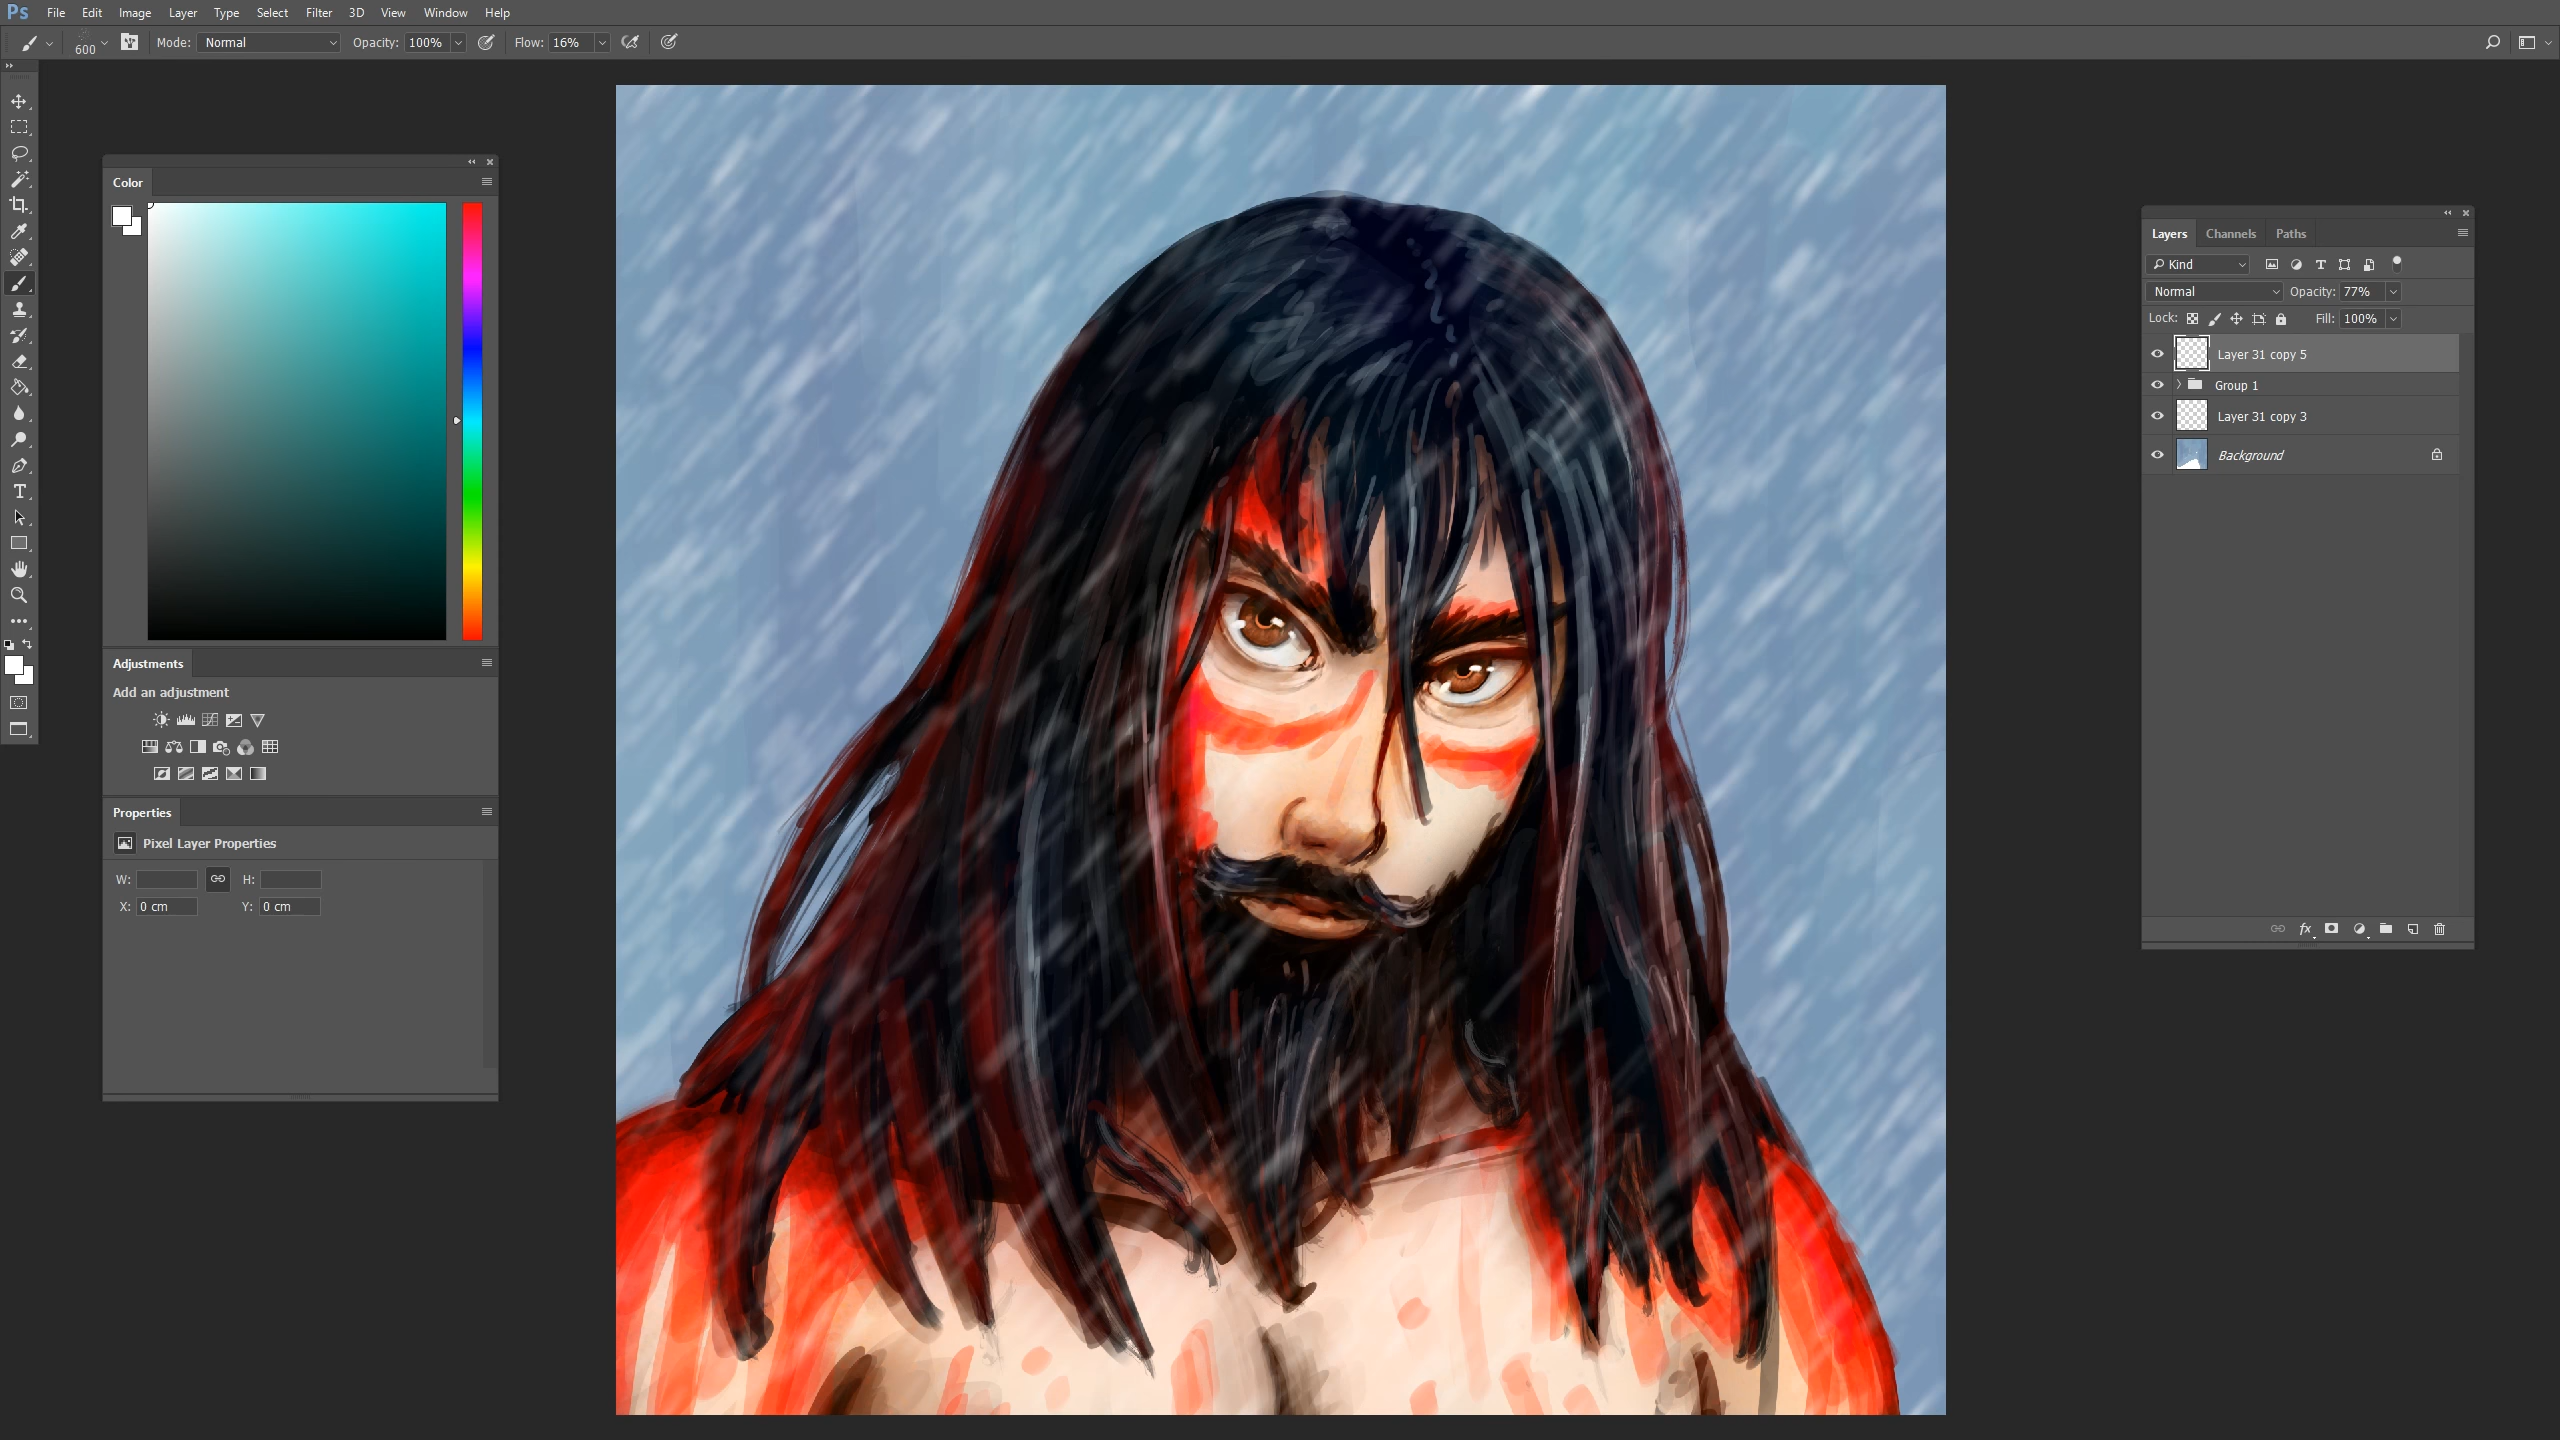 Ps File Edit Image Layer Type Select Filter 3D View Window Help
600 Mode: Normal Opacity: 100% Flow: 16%
Color
Adjustments
Add an adjustment
Properties
Pixel Layer Properties
W: H:
X: 0 cm Y: 0 cm
Layers Channels Paths
Kind
Normal Opacity: 77%
Lock: Fill: 100%
Layer 31 copy 5
Group 1
Layer 31 copy 3
Background
fx